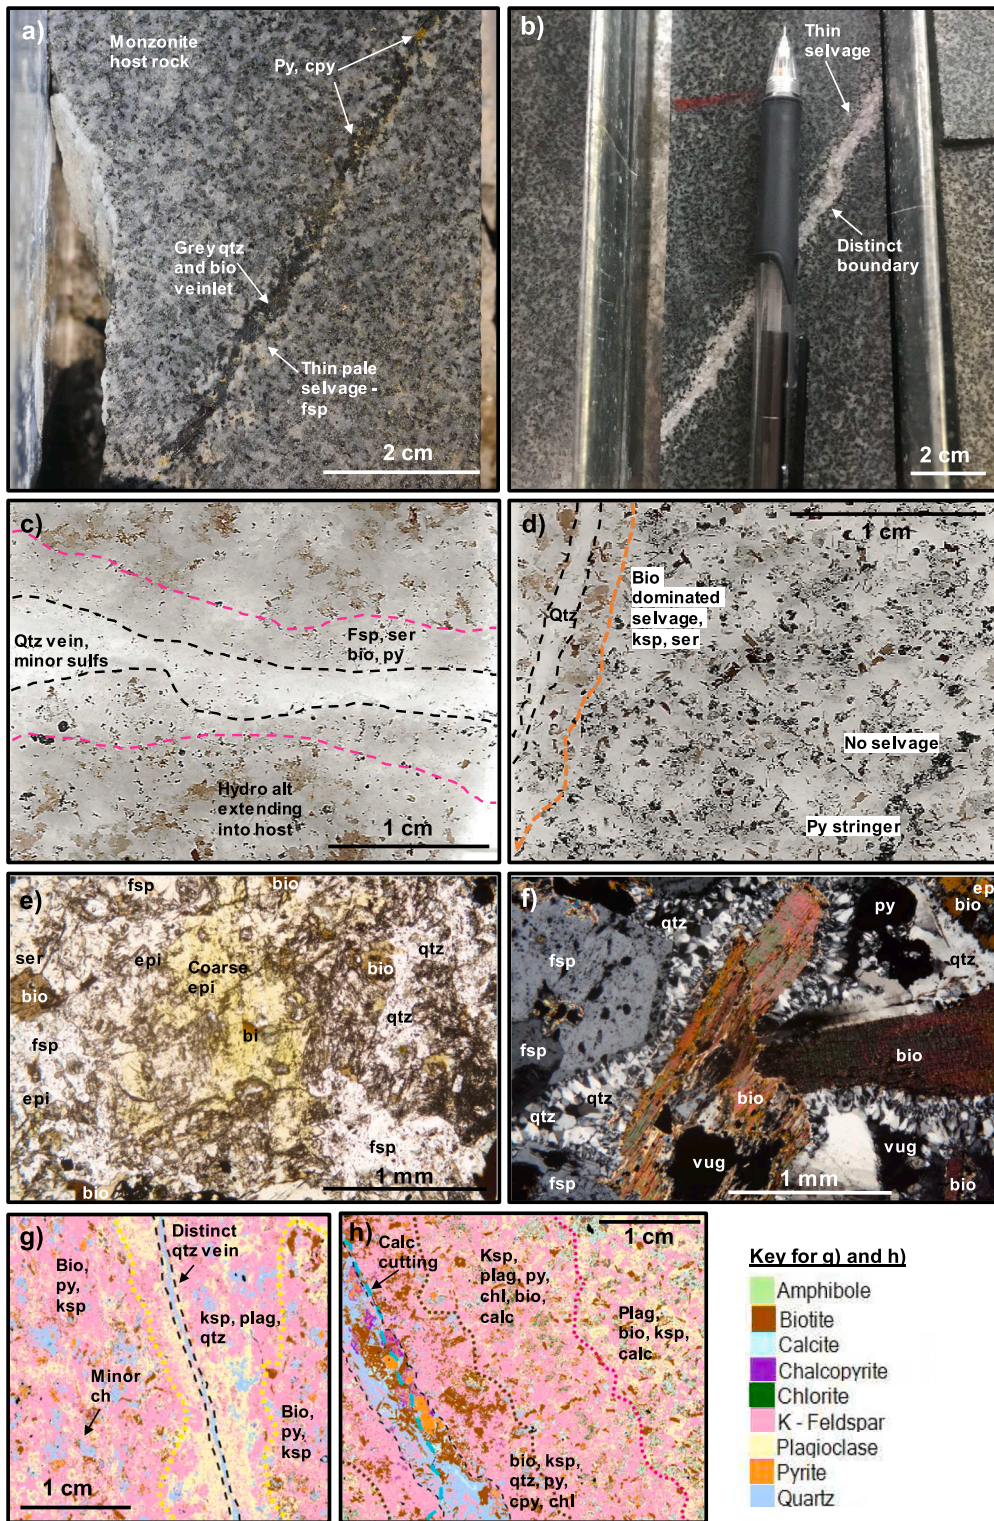 a)
Monzonite
host rock
Py, cpy
Grey qtz
and bio
veinlet
Thin pale
selvage -
fsp
2 cm
b)
Thin
selvage
Distinct
boundary
2 cm
c)
Qtz vein,
minor sulfs
Fsp, ser
bio, py
Hydro alt
extending
into host
1 cm
d)
1 cm
Qtz
Bio
dominated
selvage,
ksp, ser
No selvage
Py stringer
e)
fsp
bio
qtz
ser
epi
Coarse
epi
bio
bio
qtz
bi
fsp
epi
fsp
1 mm
bio
f)
qtz
py
ep
bio
fsp
qtz
fsp
bio
qtz
qtz
bio
vug
vug
fsp
bio
1 mm
g)
Distinct
qtz vein
Bio,
py,
ksp
ksp, plag,
qtz
Minor
ch
Bio,
py,
ksp
1 cm
h)
1 cm
Calc
cutting
Ksp,
plag, py,
chl, bio,
calc
Plag,
bio, ksp,
calc
bio, ksp,
qtz, py,
cpy, chl
Key for g) and h)
Amphibole
Biotite
Calcite
Chalcopyrite
Chlorite
K - Feldspar
Plagioclase
Pyrite
Quartz